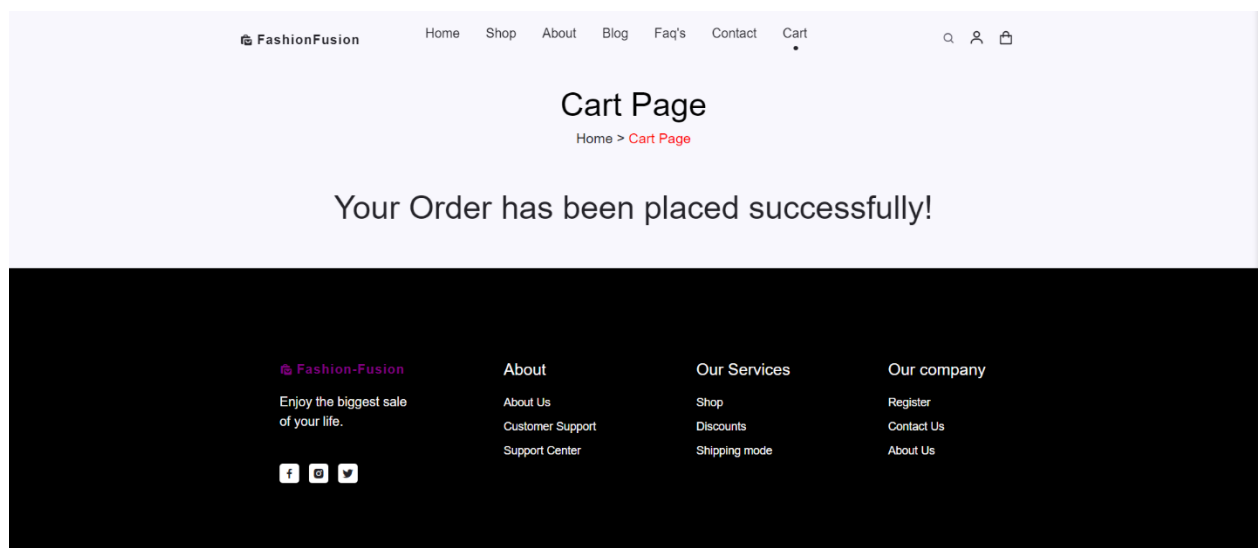 FashionFusion
Home Shop About Blog Faq's Contact Cart
Cart Page
Home > Cart Page
Your Order has been placed successfully!
Fashion-Fusion
Enjoy the biggest sale
of your life.
About
About Us
Customer Support
Support Center
Our Services
Shop
Discounts
Shipping mode
Our company
Register
Contact Us
About Us